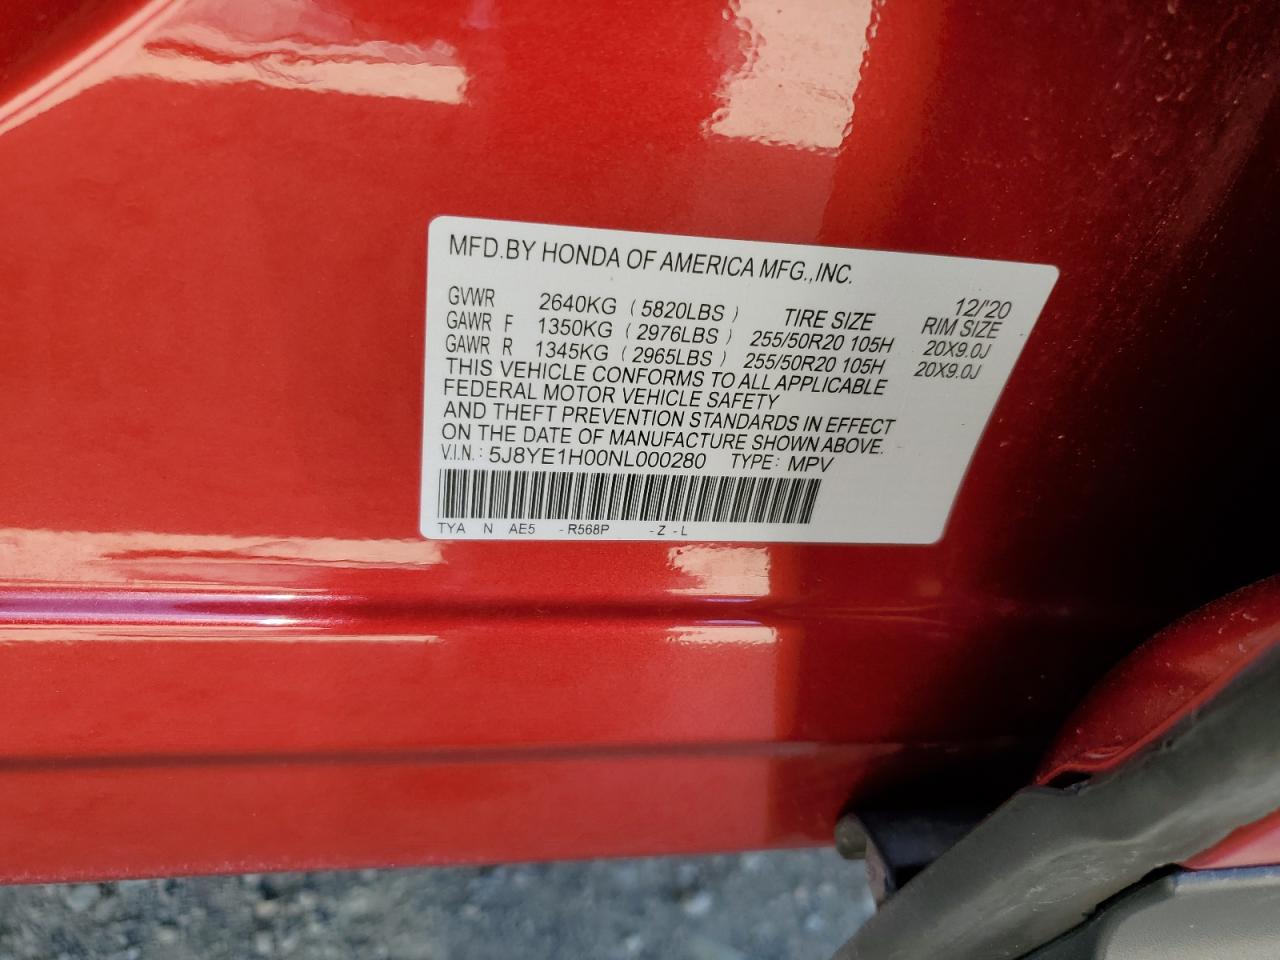 MFD.BY HONDA OF AMERICA MFG.,INC.
12/'20
GVWR 2640KG (5820LBS) TIRE SIZE RIM SIZE
GAWR F 1350KG (2976LBS) 255/50R20 105H 20X9.0J
GAWR R 1345KG (2965LBS) 255/50R20 105H 20X9.0J
THIS VEHICLE CONFORMS TO ALL APPLICABLE
FEDERAL MOTOR VEHICLE SAFETY
AND THEFT PREVENTION STANDARDS IN EFFECT
ON THE DATE OF MANUFACTURE SHOWN ABOVE.
V.I.N.: 5J8YE1H00NL000280 TYPE: MPV
TYA N AE5 -R568P -Z -L